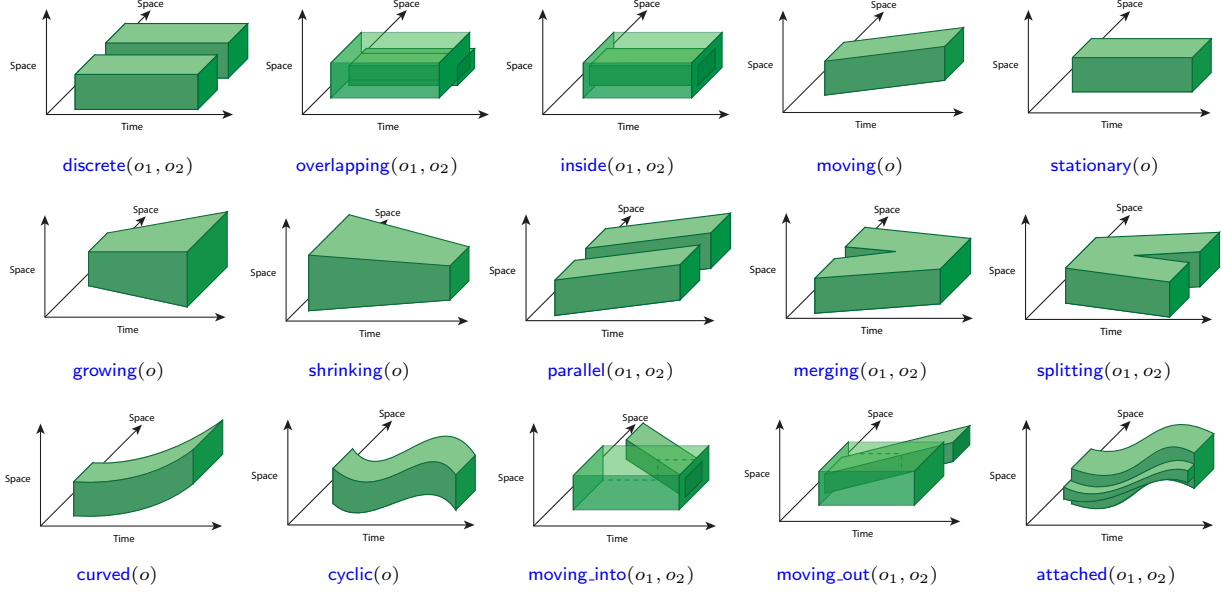 Space Space Space Space Space
Space Space Space Space Space
Time Time Time Time Time
discrete(o₁, o₂) overlapping(o₁, o₂) inside(o₁, o₂) moving(o) stationary(o)
Space Space Space Space Space
Space Space Space Space Space
Time Time Time Time Time
growing(o) shrinking(o) parallel(o₁, o₂) merging(o₁, o₂) splitting(o₁, o₂)
Space Space Space Space Space
Space Space Space Space Space
Time Time Time Time Time
curved(o) cyclic(o) moving_into(o₁, o₂) moving_out(o₁, o₂) attached(o₁, o₂)